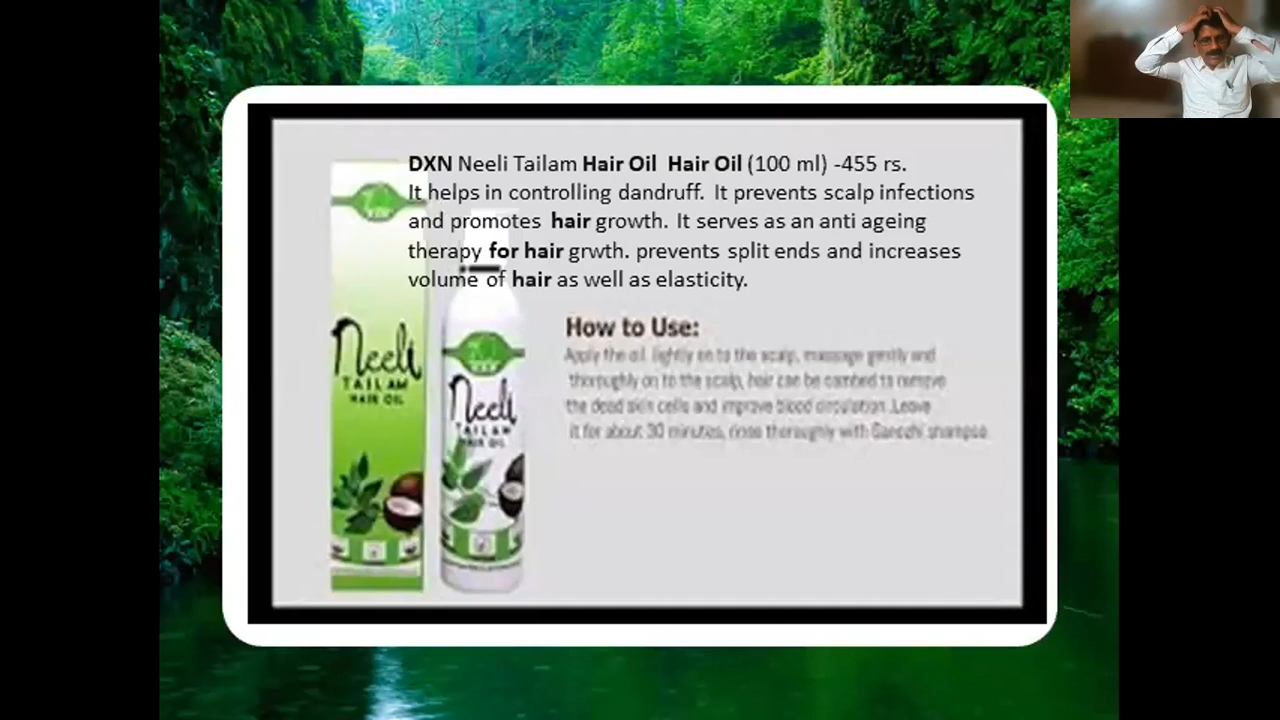 DXN Neeli Tailam Hair Oil  Hair Oil (100 ml) -455 rs.
It helps in controlling dandruff. It prevents scalp infections
and promotes hair growth. It serves as an anti ageing
therapy for hair grwth. prevents split ends and increases
volume of hair as well as elasticity.
How to Use:
Apply the oil lightly on to the scalp, massage gently and
thoroughly on to the scalp, hair can be combed to remove
the dead skin cells and improve blood circulation .Leave
it for about 30 minutes, rinse thoroughly with Ganozhi shampoo
Neeli
TAILAM
HAIR OIL
Neeli
TAILAM
HAIR OIL